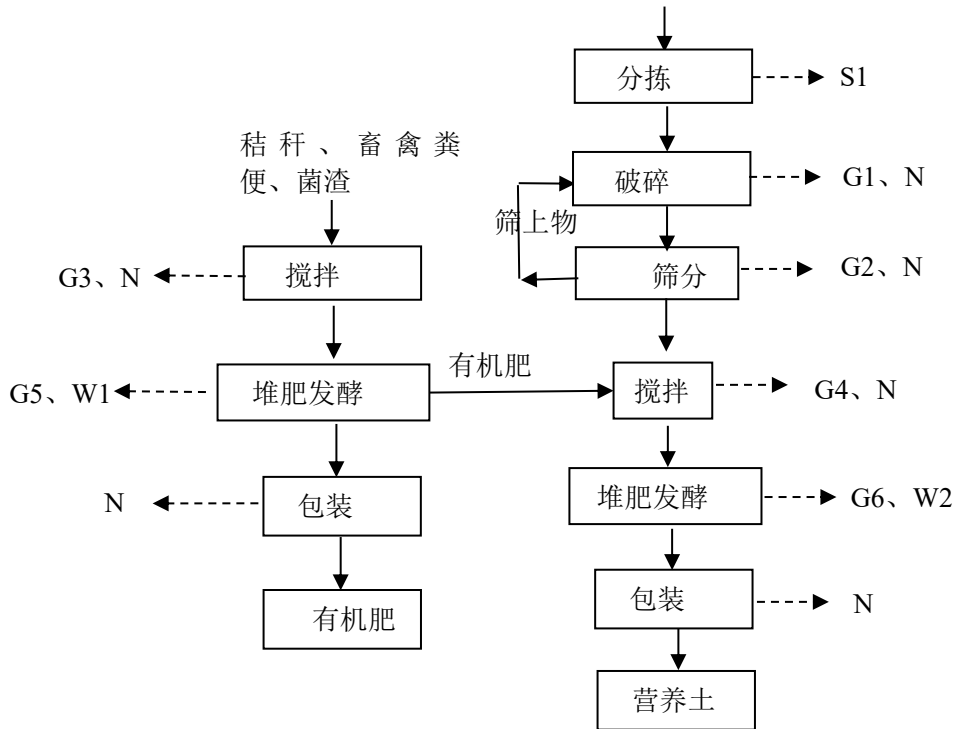 分拣
S1
秸秆、畜禽粪
便、菌渣
破碎
G1、N
筛上物
G3、N
搅拌
筛分
G2、N
有机肥
G5、W1
堆肥发酵
搅拌
G4、N
N
包装
堆肥发酵
G6、W2
有机肥
包装
N
营养土